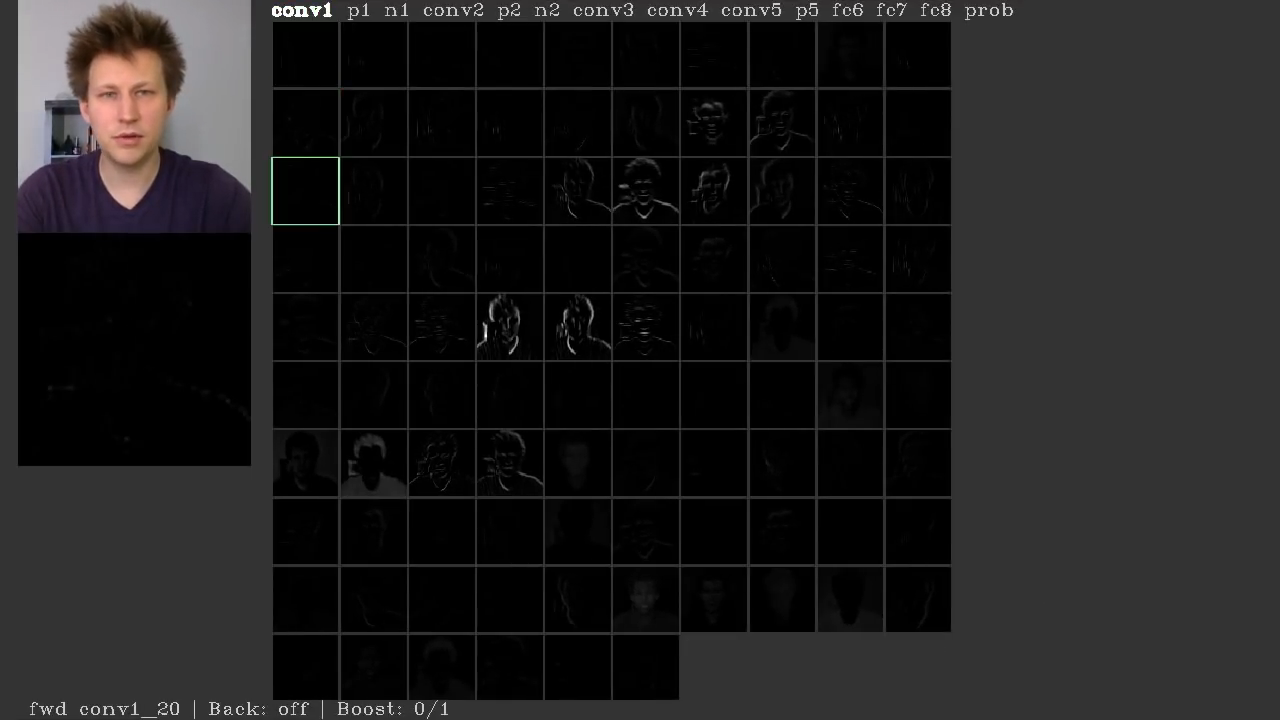 conv1 p1 n1 conv2 p2 n2 conv3 conv4 conv5 p5 fc6 fc7 fc8 prob
fwd conv1_20 | Back: off | Boost: 0/1